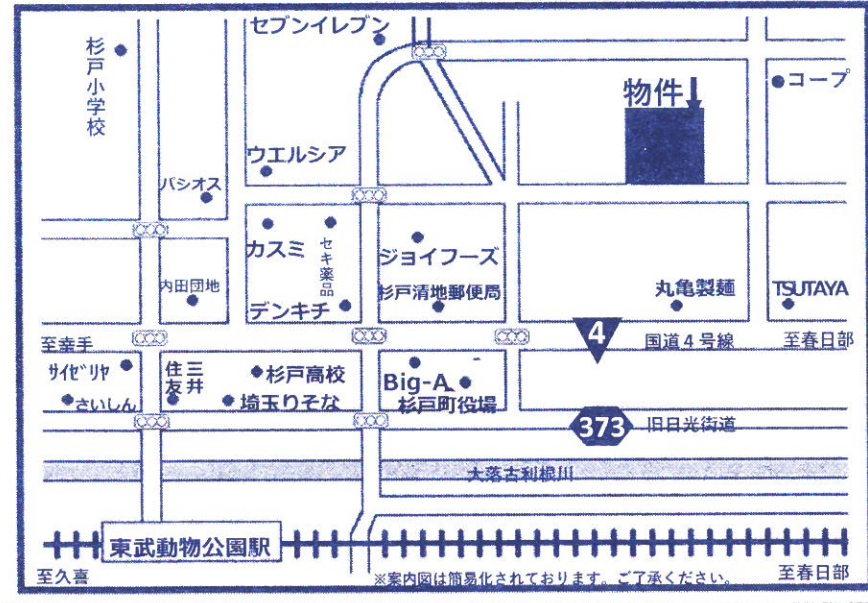 セブンイレブン
杉戸小学校
コープ
物件
ウエルシア
バシオス
カスミ
セキ薬品
ジョイフーズ
内田団地
杉戸清地郵便局
丸亀製麺
TSUTAYA
デンキチ
4
国道4号線
至春日部
至幸手
サイゼリヤ
三井
住友
杉戸高校
Big-A
さいしん
埼玉りそな
杉戸町役場
373
旧日光街道
大落古利根川
東武動物公園駅
至久喜
※案内図は簡易化されております。ご了承ください。
至春日部